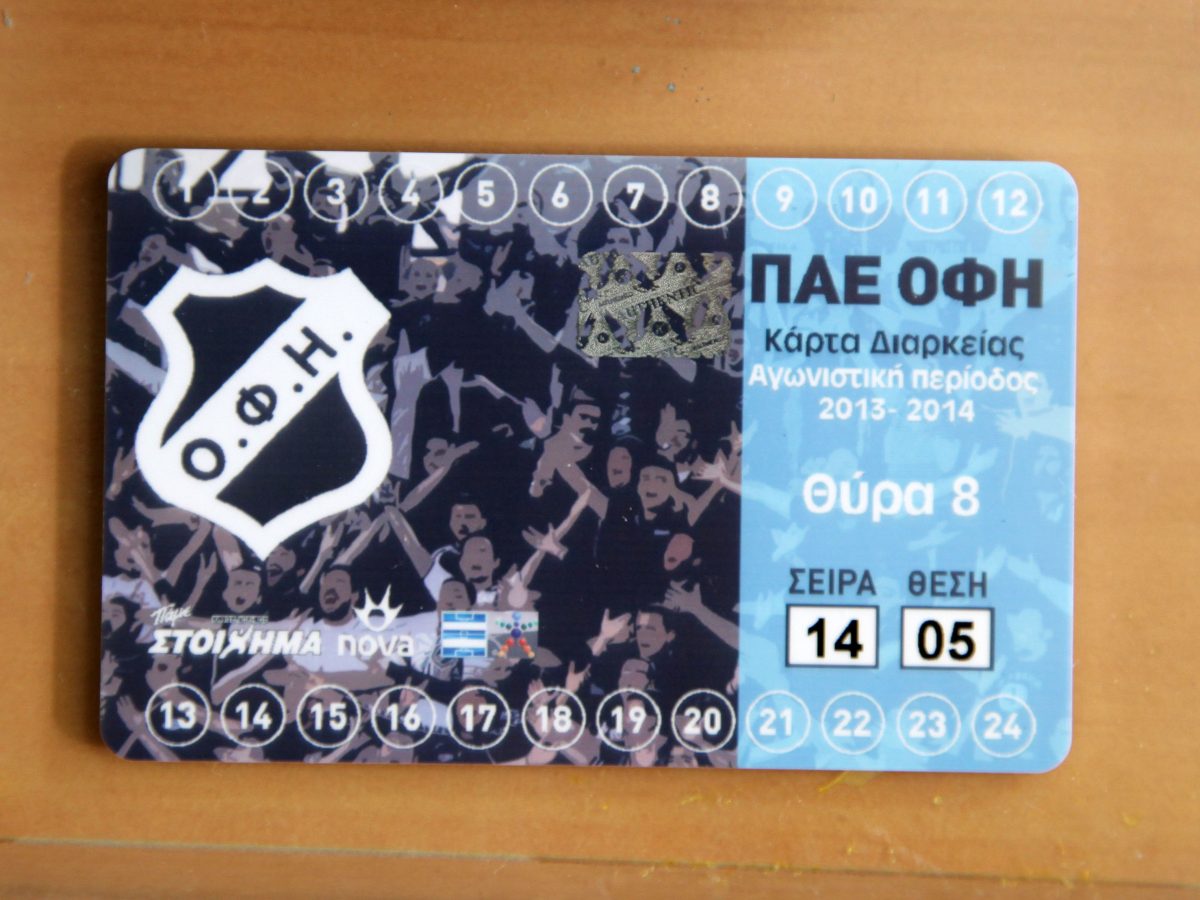 1 2 3 4 5 6 7 8 9 10 11 12
Ο.Φ.Η.
AUTHENTIC
ΠΑΕ ΟΦΗ
Κάρτα Διαρκείας
Αγωνιστική περίοδος
2013- 2014
Θύρα 8
ΣΕΙΡΑ ΘΕΣΗ
14 05
Πάμε
ΣΤΟΙΧΗΜΑ nova
13 14 15 16 17 18 19 20 21 22 23 24